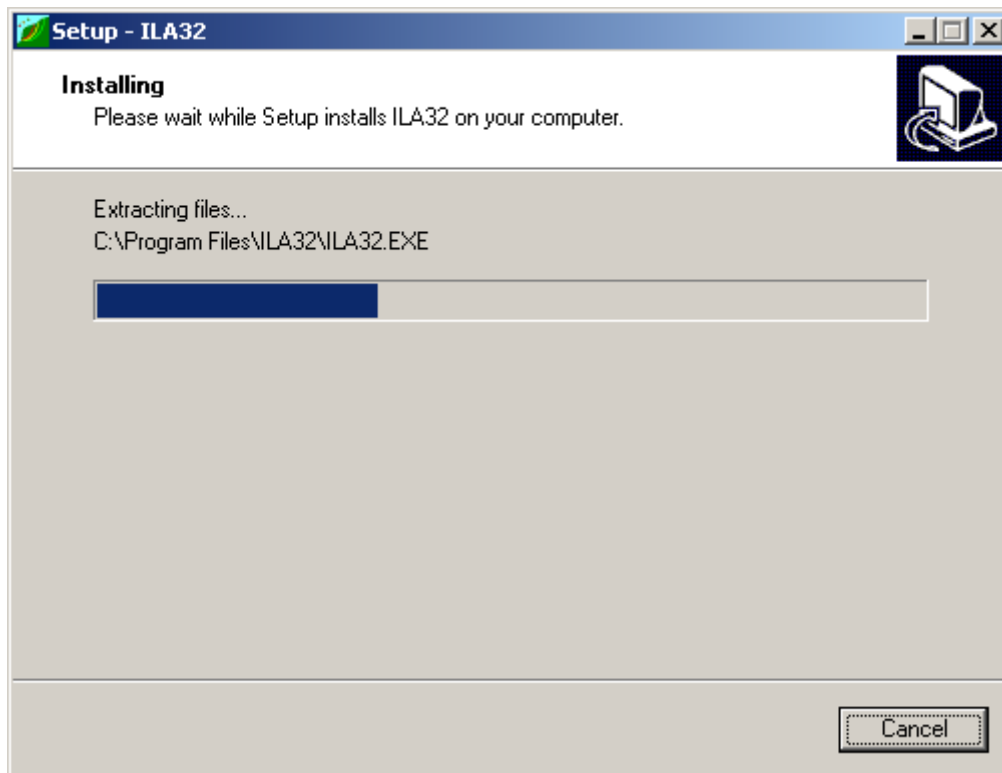 Setup - ILA32
Installing
Please wait while Setup installs ILA32 on your computer.
Extracting files...
C:\Program Files\ILA32\ILA32.EXE
Cancel